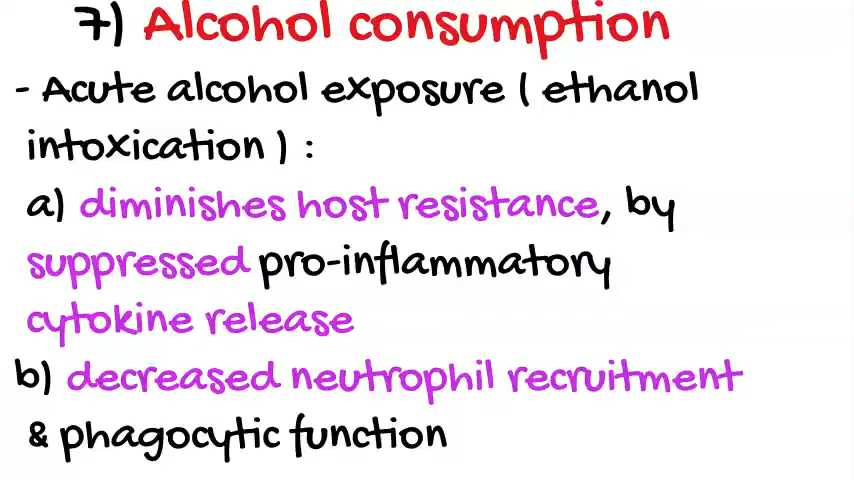 7) Alcohol consumption
- Acute alcohol exposure ( ethanol
intoxication ) :
a) diminishes host resistance, by
suppressed pro-inflammatory
cytokine release
b) decreased neutrophil recruitment
& phagocytic function